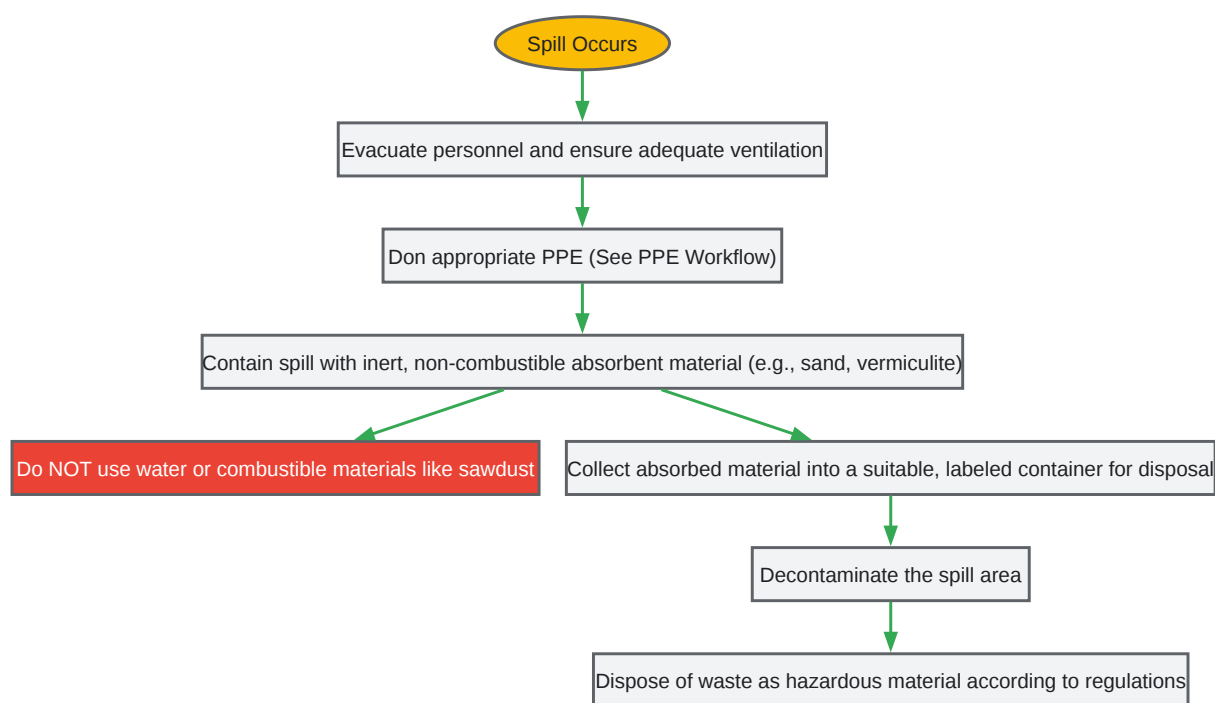 Spill Occurs
Evacuate personnel and ensure adequate ventilation
Don appropriate PPE (See PPE Workflow)
Contain spill with inert, non-combustible absorbent material (e.g., sand, vermiculite)
Do NOT use water or combustible materials like sawdust
Collect absorbed material into a suitable, labeled container for disposal
Decontaminate the spill area
Dispose of waste as hazardous material according to regulations